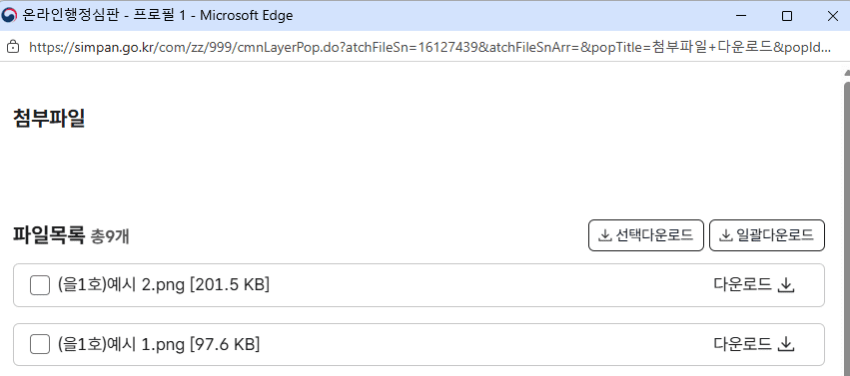 온라인행정심판 - 프로필 1 - Microsoft Edge
https://simpan.go.kr/com/zz/999/cmnLayerPop.do?atchFileSn=16127439&atchFileSnArr=&popTitle=첨부파일+다운로드&popId...
첨부파일
파일목록 총9개 선택다운로드 일괄다운로드
(을1호)예시 2.png [201.5 KB] 다운로드
(을1호)예시 1.png [97.6 KB] 다운로드